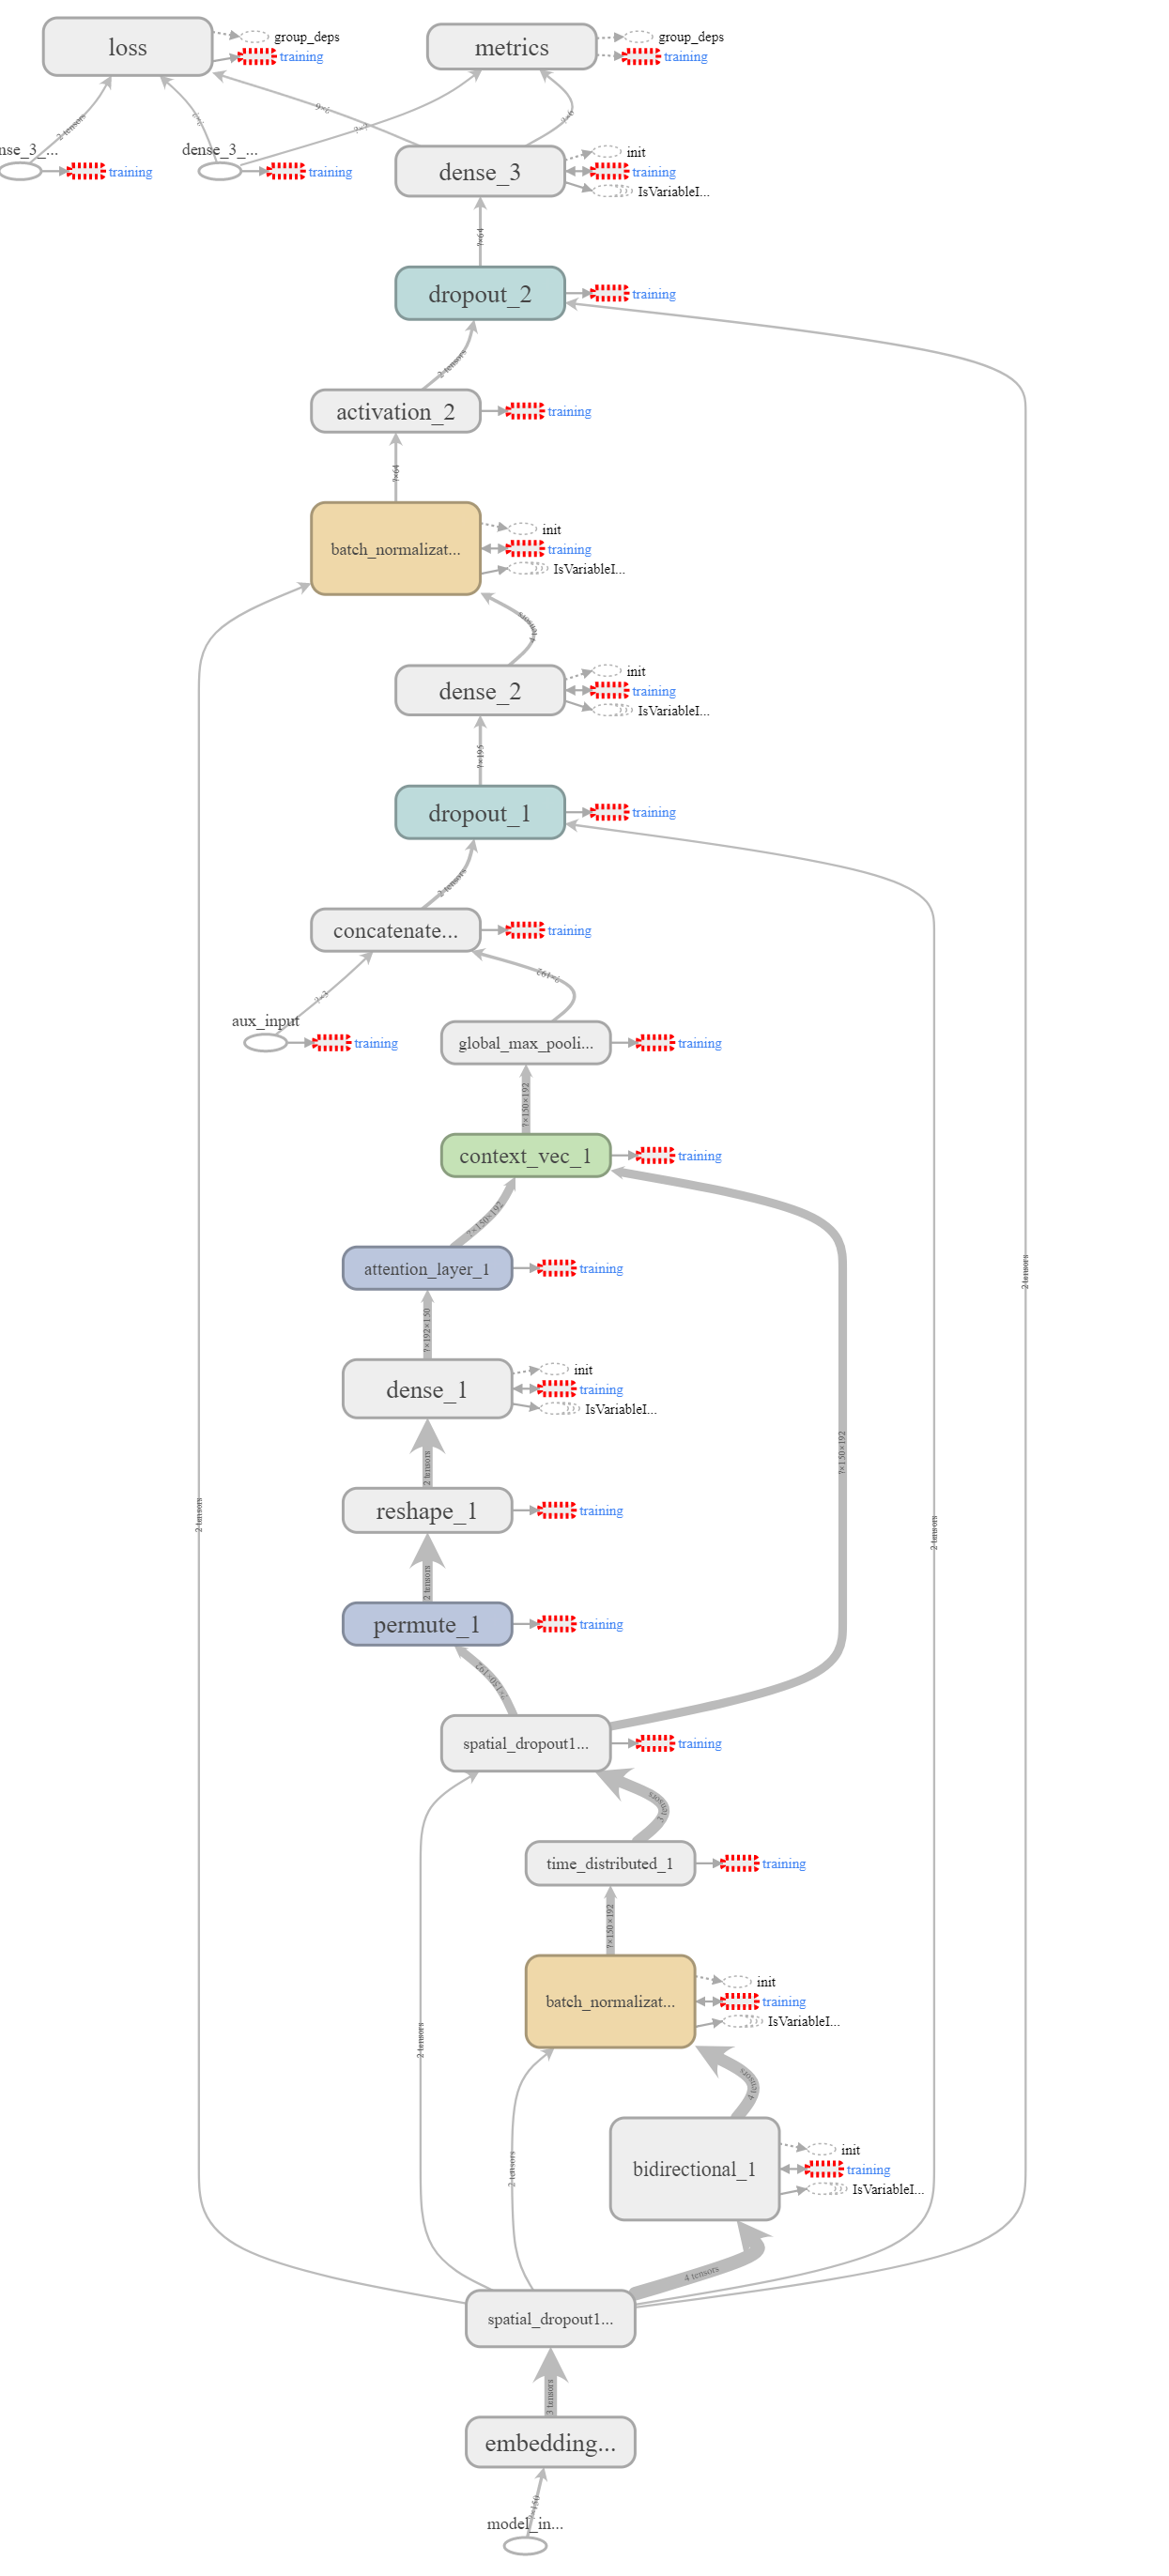 loss
group_deps
training
metrics
group_deps
training
2 tensors
?×6
?×6
?×?
?×6
nse_3_...
training
dense_3_...
training
dense_3
init
training
IsVariableI...
?×64
dropout_2
training
3 tensors
activation_2
training
?×64
batch_normalizat...
init
training
IsVariableI...
tensors
dense_2
init
training
IsVariableI...
?×195
dropout_1
training
3 tensors
concatenate...
training
?×3
?×192
aux_input
training
global_max_pooli...
training
?×150×192
context_vec_1
training
?×150×192
attention_layer_1
training
2 tensors
?×192×150
dense_1
init
training
IsVariableI...
?×150×192
2 tensors
reshape_1
training
2 tensors
2 tensors
2 tensors
permute_1
training
?×150×192
spatial_dropout1...
training
3 tensors
time_distributed_1
training
?×150×192
batch_normalizat...
init
training
IsVariableI...
2 tensors
4 tensors
bidirectional_1
init
training
IsVariableI...
2 tensors
4 tensors
spatial_dropout1...
3 tensors
embedding...
?×150
model_in...